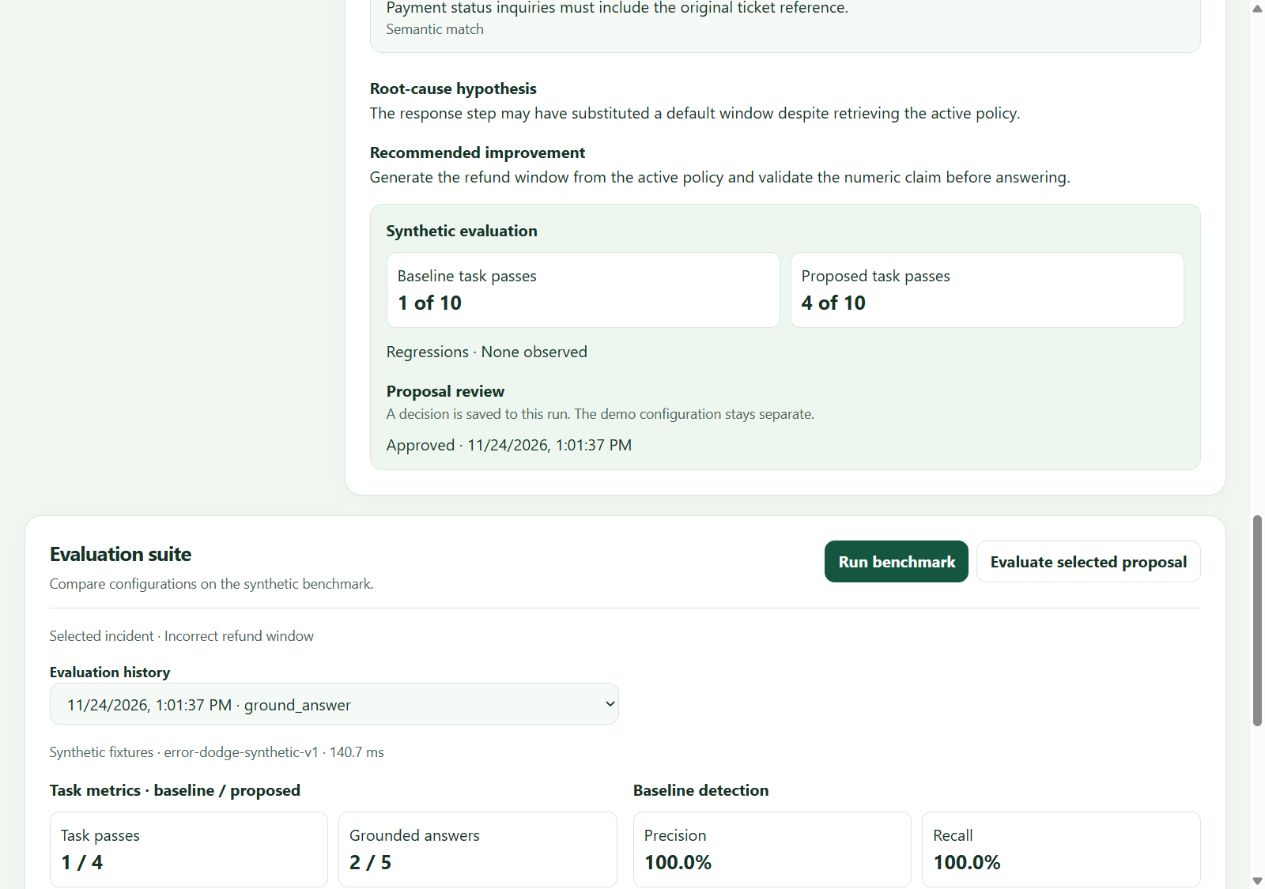 Payment status inquiries must include the original ticket reference.
Semantic match
Root-cause hypothesis
The response step may have substituted a default window despite retrieving the active policy.
Recommended improvement
Generate the refund window from the active policy and validate the numeric claim before answering.
Synthetic evaluation
Baseline task passes
1 of 10
Proposed task passes
4 of 10
Regressions · None observed
Proposal review
A decision is saved to this run. The demo configuration stays separate.
Approved · 11/24/2026, 1:01:37 PM
Evaluation suite
Compare configurations on the synthetic benchmark.
Run benchmark
Evaluate selected proposal
Selected incident · Incorrect refund window
Evaluation history
11/24/2026, 1:01:37 PM · ground_answer
Synthetic fixtures · error-dodge-synthetic-v1 · 140.7 ms
Task metrics · baseline / proposed
Task passes
1 / 4
Grounded answers
2 / 5
Baseline detection
Precision
100.0%
Recall
100.0%